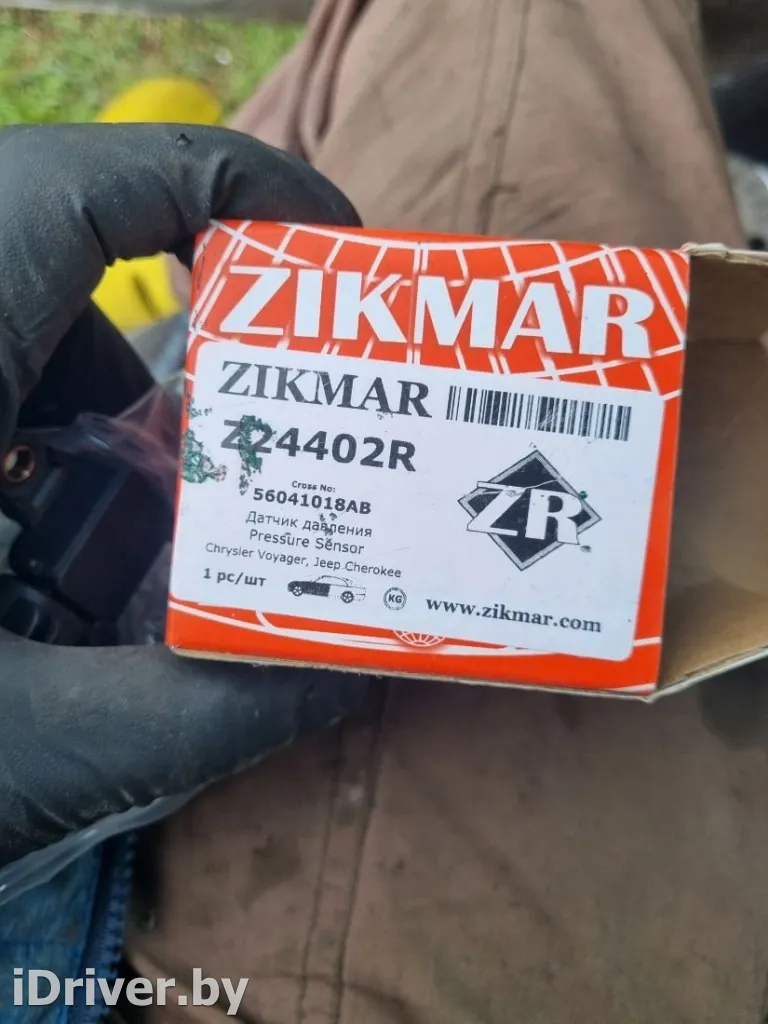 ZIKMAR
ZIKMAR
Z24402R
Cross No:
56041018AB
Датчик давления
Pressure Sensor
Chrysler Voyager, Jeep Cherokee
1 pc/шт
KG
ZR
www.zikmar.com
iDriver.by